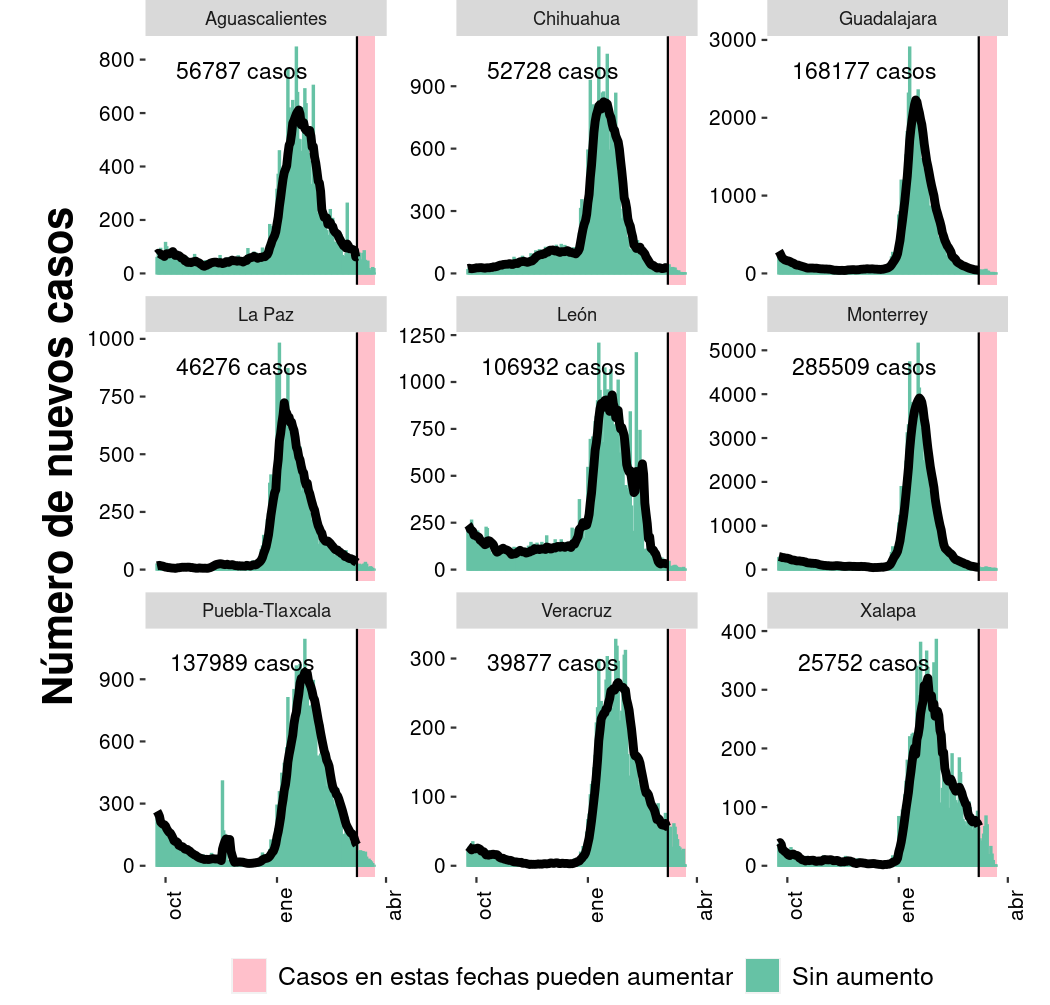 Número de nuevos casos
Aguascalientes
56787 casos
800
600
400
200
0
Chihuahua
52728 casos
900
600
300
0
Guadalajara
168177 casos
3000
2000
1000
0
La Paz
46276 casos
1000
750
500
250
0
León
106932 casos
1250
1000
750
500
250
0
Monterrey
285509 casos
5000
4000
3000
2000
1000
0
Puebla-Tlaxcala
137989 casos
900
600
300
0
Veracruz
39877 casos
300
200
100
0
Xalapa
25752 casos
400
300
200
100
0
oct ene abr
oct ene abr
oct ene abr
Casos en estas fechas pueden aumentar
Sin aumento